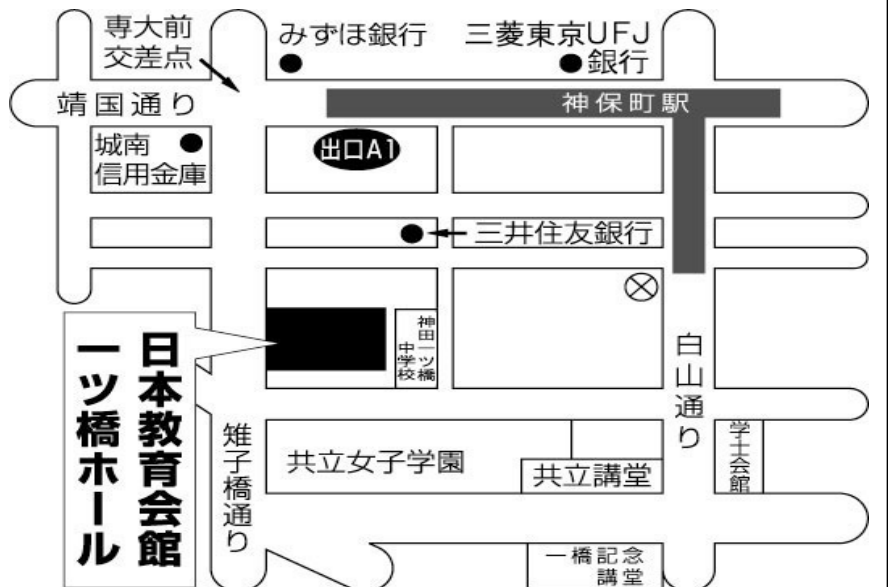 専大前
交差点
みずほ銀行
三菱東京UFJ
銀行
靖国通り
神保町駅
城南
信用金庫
出口A1
三井住友銀行
神田一ツ橋
中学校
日本教育会館
一ツ橋ホール
白山通り
雉子橋通り
共立女子学園
共立講堂
学士会館
一橋記念
講堂